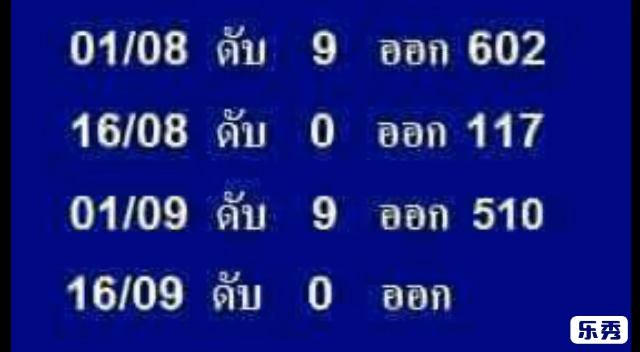 01/08 ดับ 9 ออก 602
16/08 ดับ 0 ออก 117
01/09 ดับ 9 ออก 510
16/09 ดับ 0 ออก
乐秀